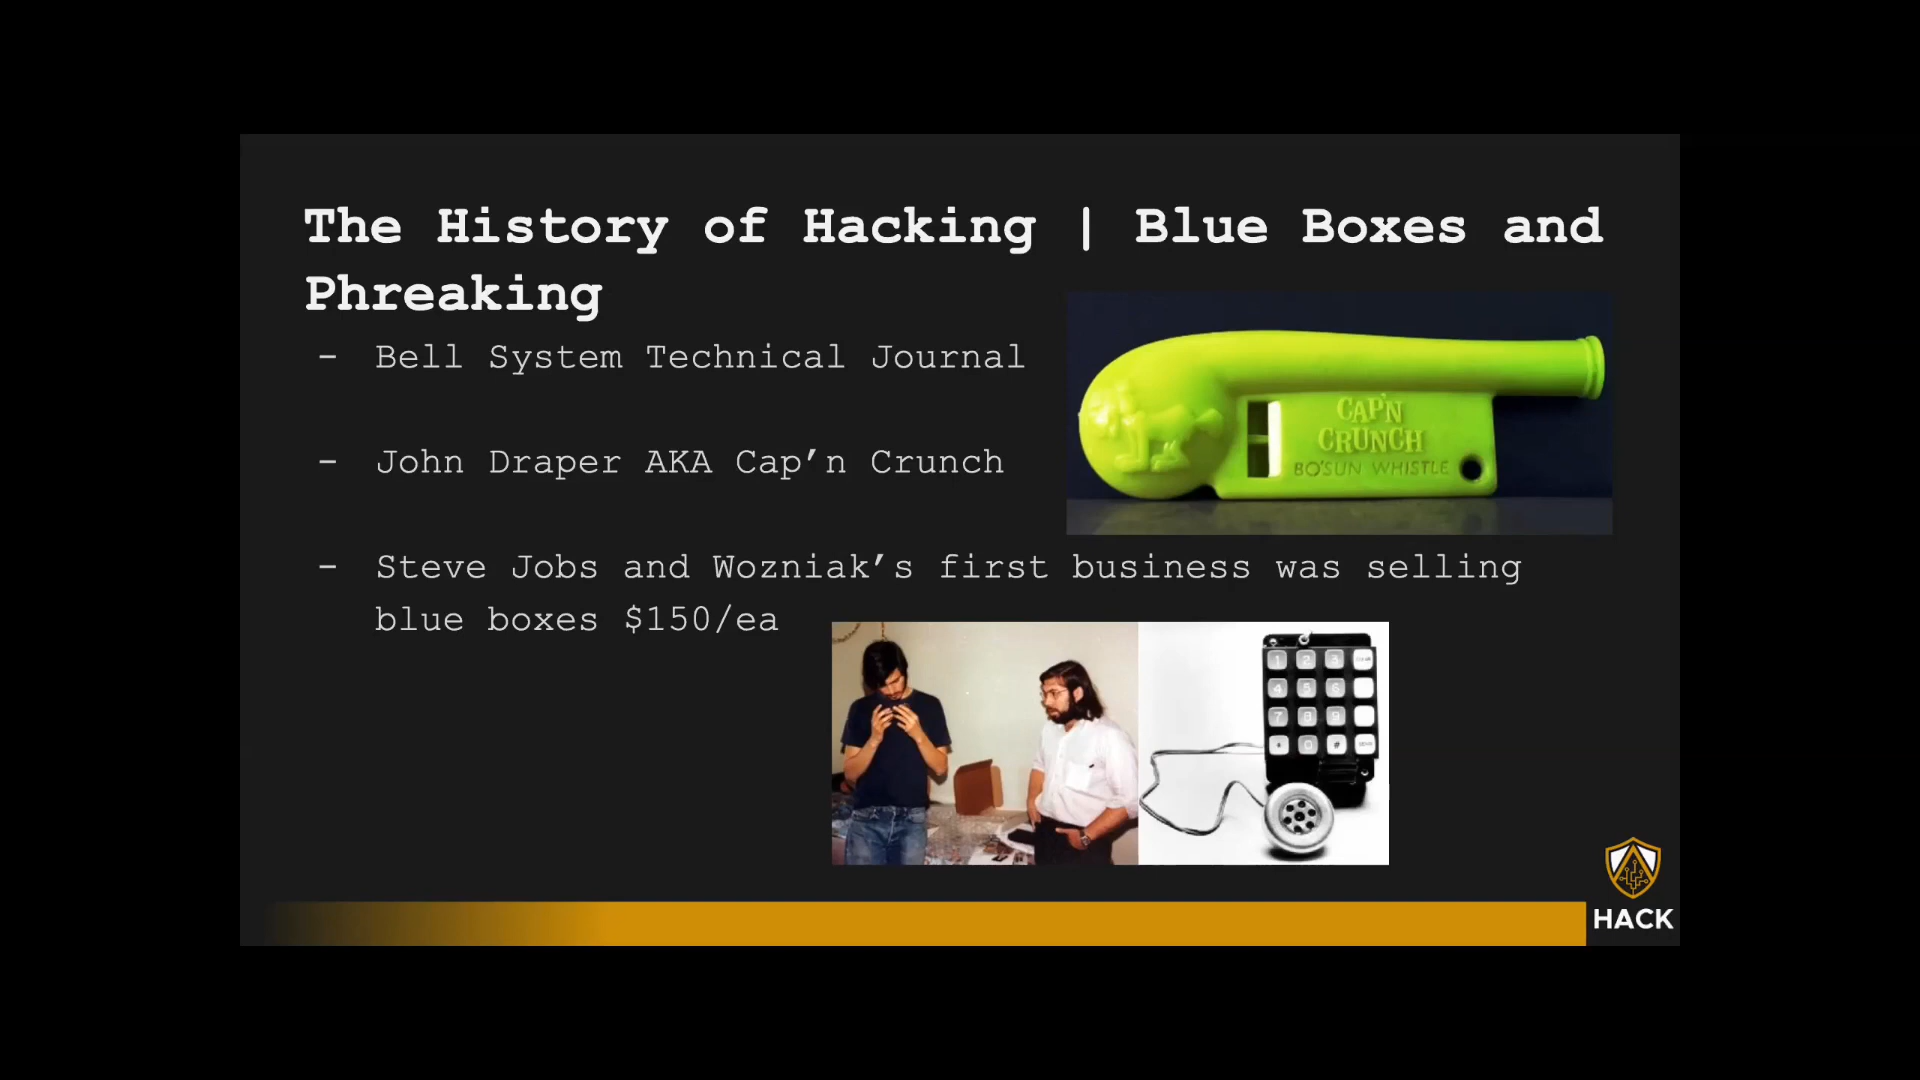 The History of Hacking | Blue Boxes and
Phreaking
- Bell System Technical Journal
- John Draper AKA Cap’n Crunch
CAP'N
CRUNCH
BO'SUN WHISTLE
- Steve Jobs and Wozniak’s first business was selling
blue boxes $150/ea
1 2 3
4 5 6
7 8 9
* 0 #
HACK